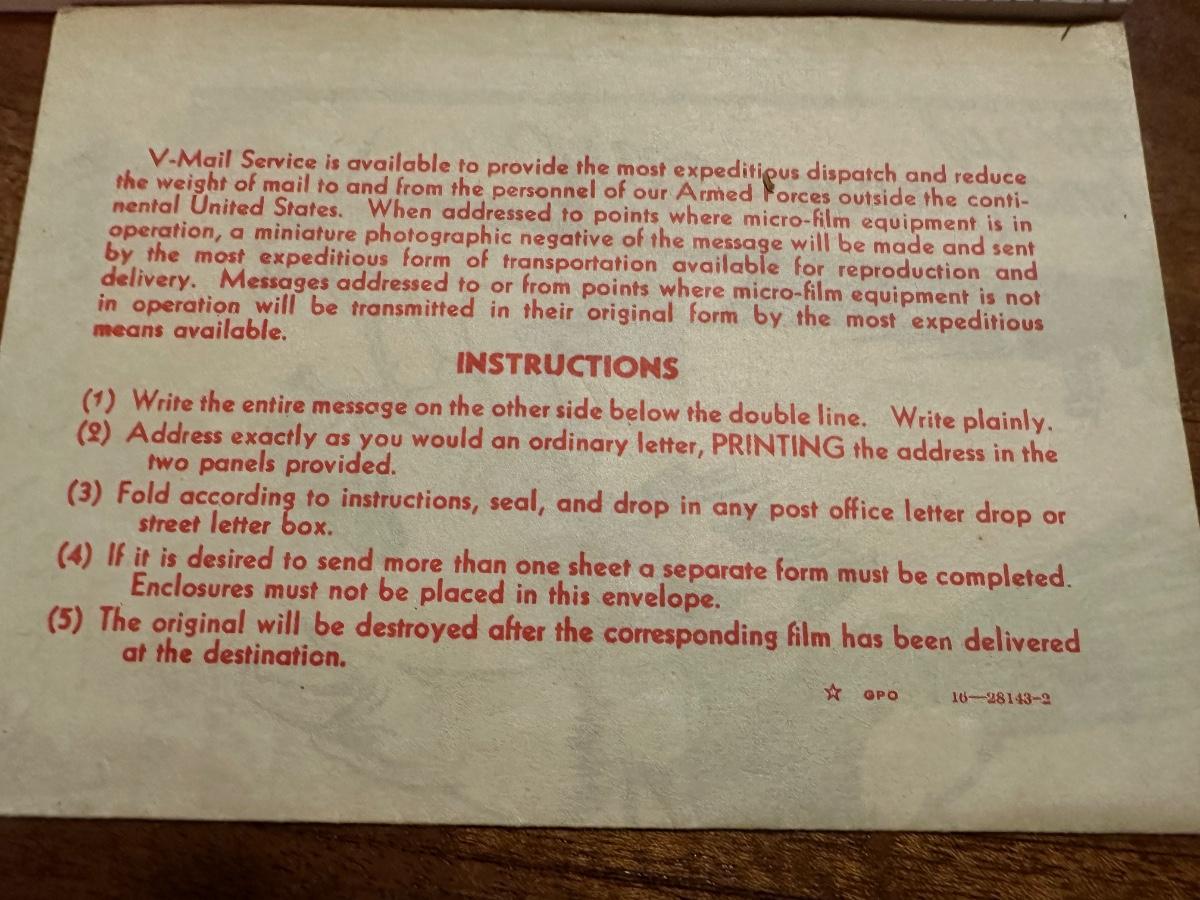 V-Mail Service is available to provide the most expeditious dispatch and reduce
the weight of mail to and from the personnel of our Armed Forces outside the conti-
nental United States. When addressed to points where micro-film equipment is in
operation, a miniature photographic negative of the message will be made and sent
by the most expeditious form of transportation available for reproduction and
delivery. Messages addressed to or from points where micro-film equipment is not
in operation will be transmitted in their original form by the most expeditious
means available.
INSTRUCTIONS
(1) Write the entire message on the other side below the double line. Write plainly.
(2) Address exactly as you would an ordinary letter, PRINTING the address in the
two panels provided.
(3) Fold according to instructions, seal, and drop in any post office letter drop or
street letter box.
(4) If it is desired to send more than one sheet a separate form must be completed.
Enclosures must not be placed in this envelope.
(5) The original will be destroyed after the corresponding film has been delivered
at the destination.
☆ GPO 16—28143-2